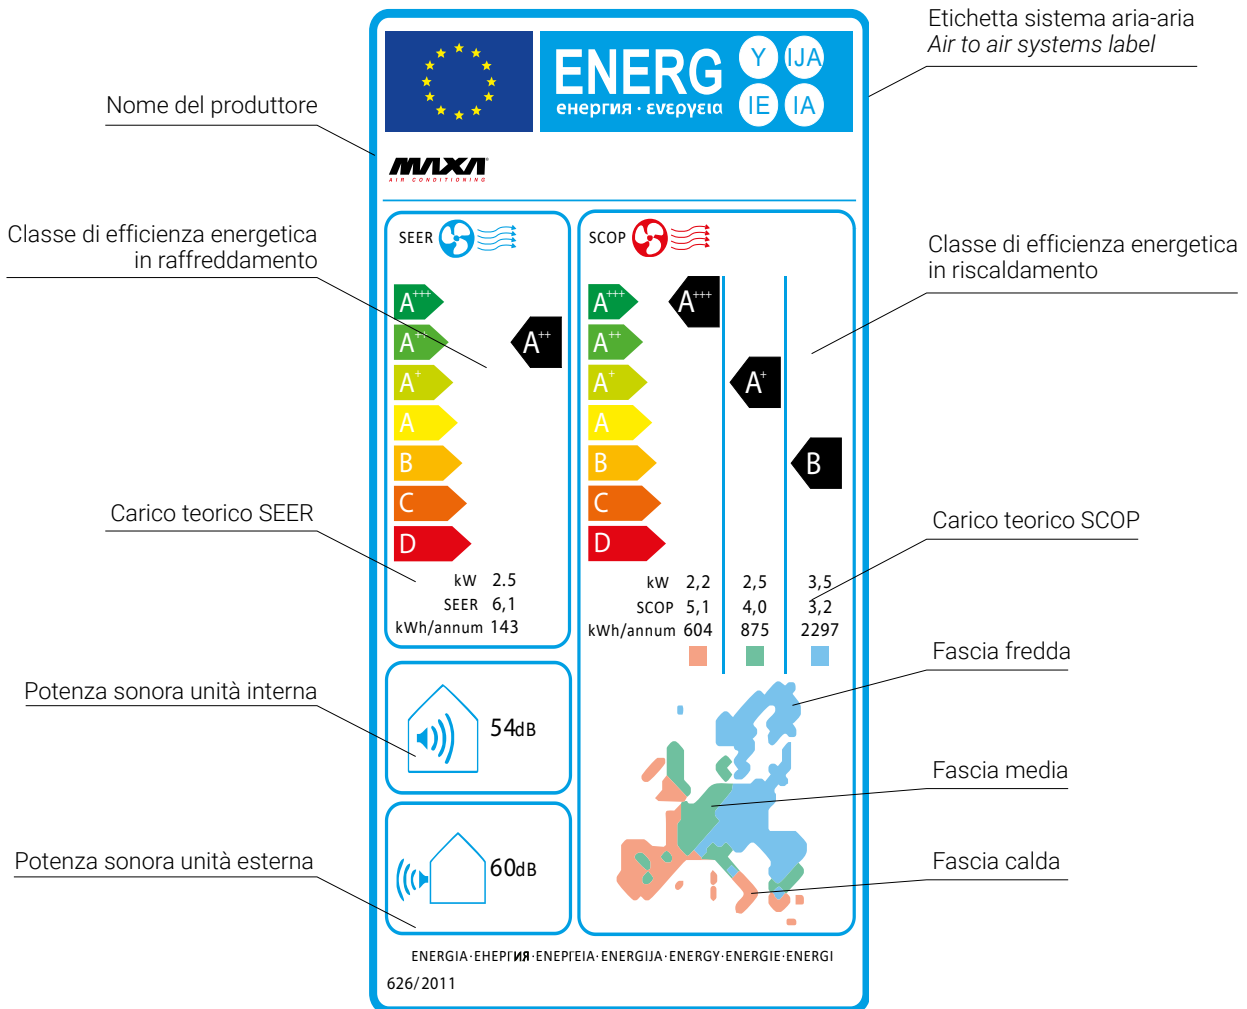 Etichetta sistema aria-aria
Air to air systems label
Nome del produttore
ENERG
енергия · ενεργεια
Y
IJA
IE
IA
MAXA
AIR CONDITIONING
Classe di efficienza energetica
in raffreddamento
SEER
SCOP
Classe di efficienza energetica
in riscaldamento
A+++
A++
A+
A
B
C
D
A++
A+++
A++
A+
A
B
C
D
A+++
A+
B
Carico teorico SEER
Carico teorico SCOP
kW 2.5
SEER 6,1
kWh/annum 143
kW 2,2 2,5 3,5
SCOP 5,1 4,0 3,2
kWh/annum 604 875 2297
Fascia fredda
Potenza sonora unità interna
54dB
Fascia media
Potenza sonora unità esterna
60dB
Fascia calda
ENERGIA·ЕНЕРГИЯ·ΕΝΕΡΓΕΙΑ·ENERGIJA·ENERGY·ENERGIE·ENERGI
626/2011